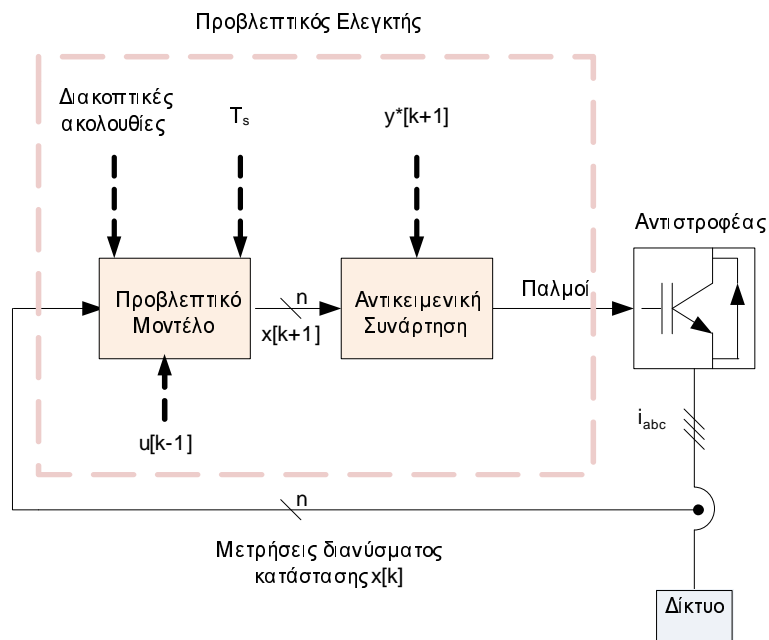 Προβλεπτικός Ελεγκτής
Διακοπτικές
ακολουθίες
Ts
y*[k+1]
Αντιστροφέας
Προβλεπτικό
Μοντέλο
n
x[k+1]
Αντικειμενική
Συνάρτηση
Παλμοί
u[k-1]
iabc
n
Μετρήσεις διανύσματος
κατάστασης x[k]
Δίκτυο